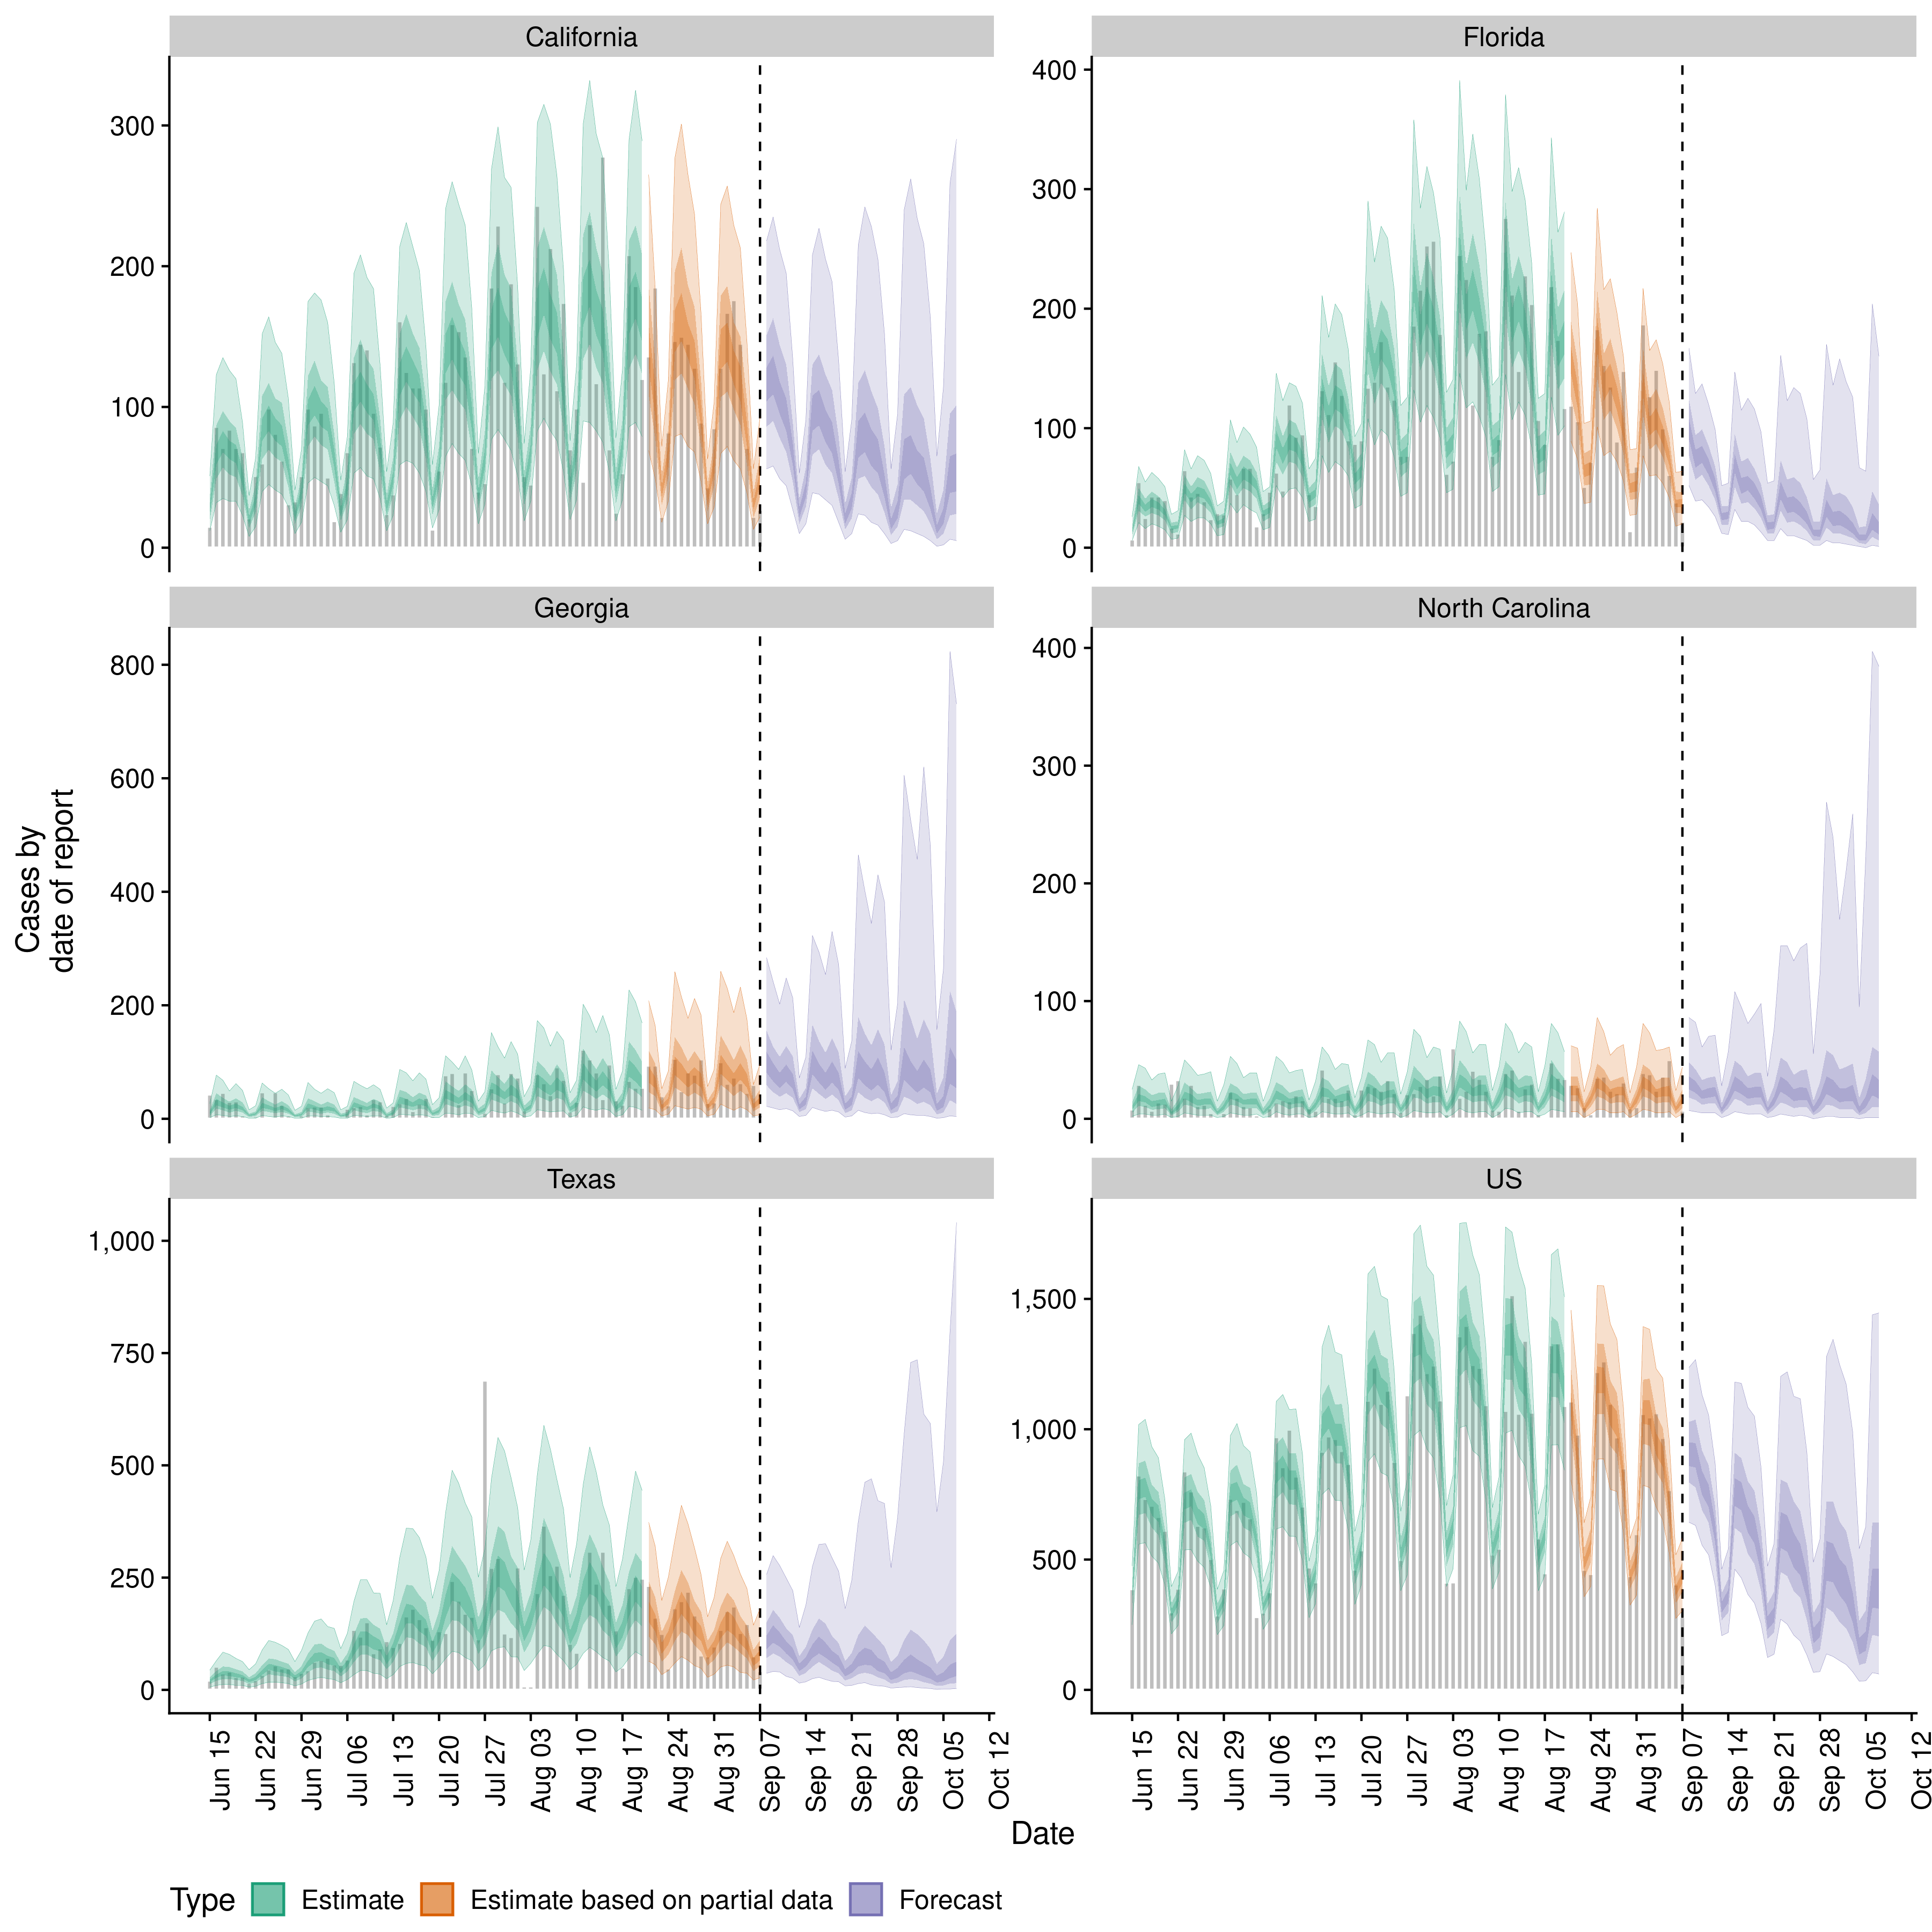 California
Florida
300
200
100
0
400
300
200
100
0
Georgia
North Carolina
800
600
400
200
0
400
300
200
100
0
Cases by
date of report
Texas
US
1,000
750
500
250
0
1,500
1,000
500
0
Jun 15
Jun 22
Jun 29
Jul 06
Jul 13
Jul 20
Jul 27
Aug 03
Aug 10
Aug 17
Aug 24
Aug 31
Sep 07
Sep 14
Sep 21
Sep 28
Oct 05
Oct 12
Jun 15
Jun 22
Jun 29
Jul 06
Jul 13
Jul 20
Jul 27
Aug 03
Aug 10
Aug 17
Aug 24
Aug 31
Sep 07
Sep 14
Sep 21
Sep 28
Oct 05
Oct 12
Date
Type Estimate Estimate based on partial data Forecast